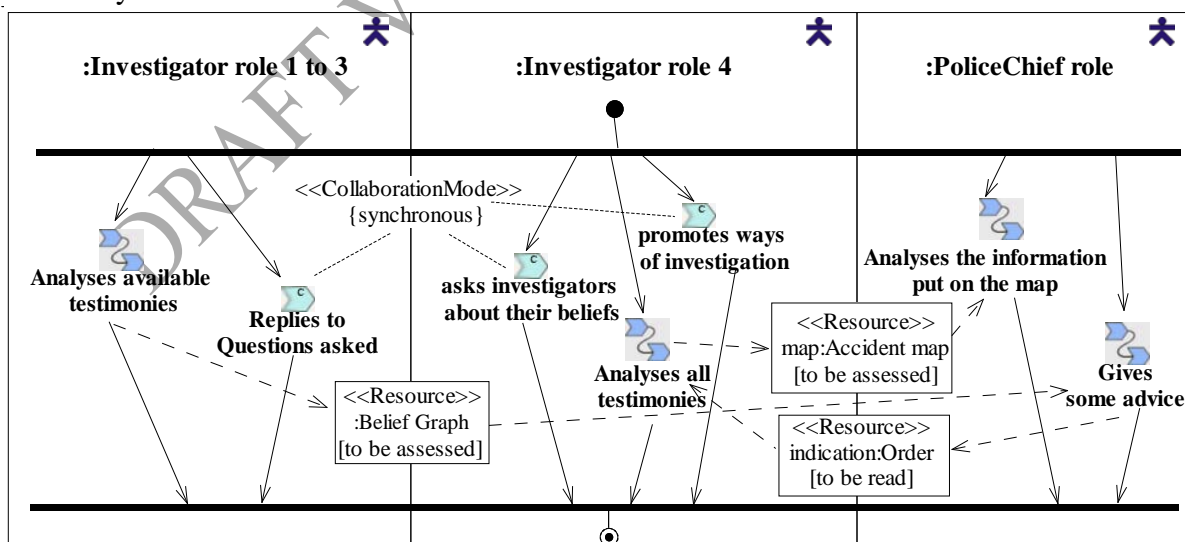 :Investigator role 1 to 3
:Investigator role 4
:PoliceChief role
DRAFT
<<CollaborationMode>>
{synchronous}
Analyses available
testimonies
Replies to
Questions asked
asks investigators
about their beliefs
promotes ways
of investigation
Analyses all
testimonies
Analyses the information
put on the map
Gives
some advice
<<Resource>>
map:Accident map
[to be assessed]
<<Resource>>
:Belief Graph
[to be assessed]
<<Resource>>
indication:Order
[to be read]
C
C
C